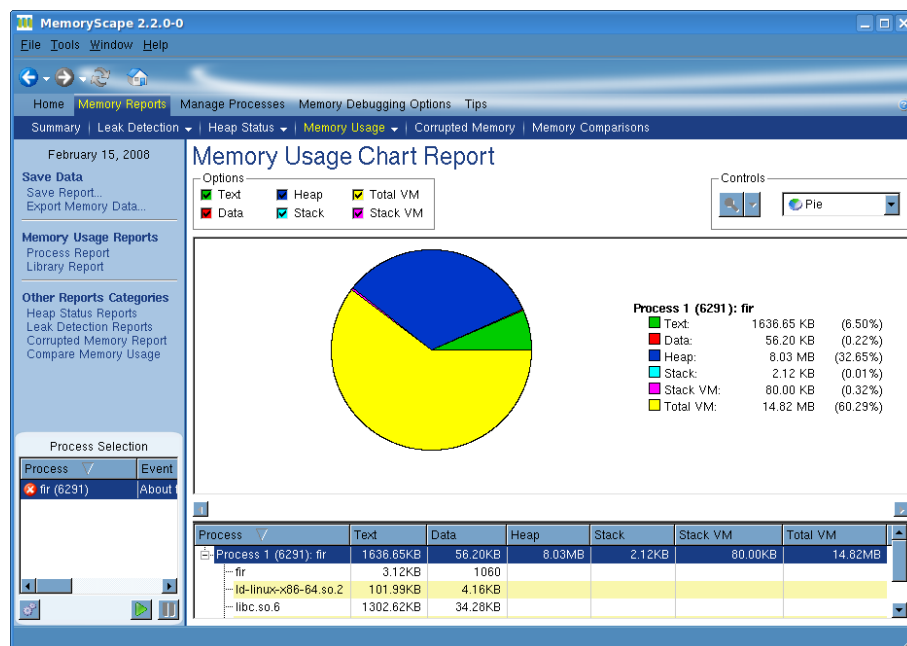 MemoryScape 2.2.0-0
File Tools Window Help
Home Memory Reports Manage Processes Memory Debugging Options Tips
Summary | Leak Detection | Heap Status | Memory Usage | Corrupted Memory | Memory Comparisons
February 15, 2008
Save Data
Save Report...
Export Memory Data...
Memory Usage Reports
Process Report
Library Report
Other Reports Categories
Heap Status Reports
Leak Detection Reports
Corrupted Memory Report
Compare Memory Usage
Process Selection
Process Event
fir (6291) About
Memory Usage Chart Report
Options
Text Heap Total VM
Data Stack Stack VM
Controls
Pie
Process 1 (6291): fir
Text: 1636.65 KB (6.50%)
Data: 56.20 KB (0.22%)
Heap: 8.03 MB (32.65%)
Stack: 2.12 KB (0.01%)
Stack VM: 80.00 KB (0.32%)
Total VM: 14.82 MB (60.29%)
Process Text Data Heap Stack Stack VM Total VM
Process 1 (6291): fir 1636.65KB 56.20KB 8.03MB 2.12KB 80.00KB 14.82MB
fir 3.12KB 1060
ld-linux-x86-64.so.2 101.99KB 4.16KB
libc.so.6 1302.62KB 34.28KB